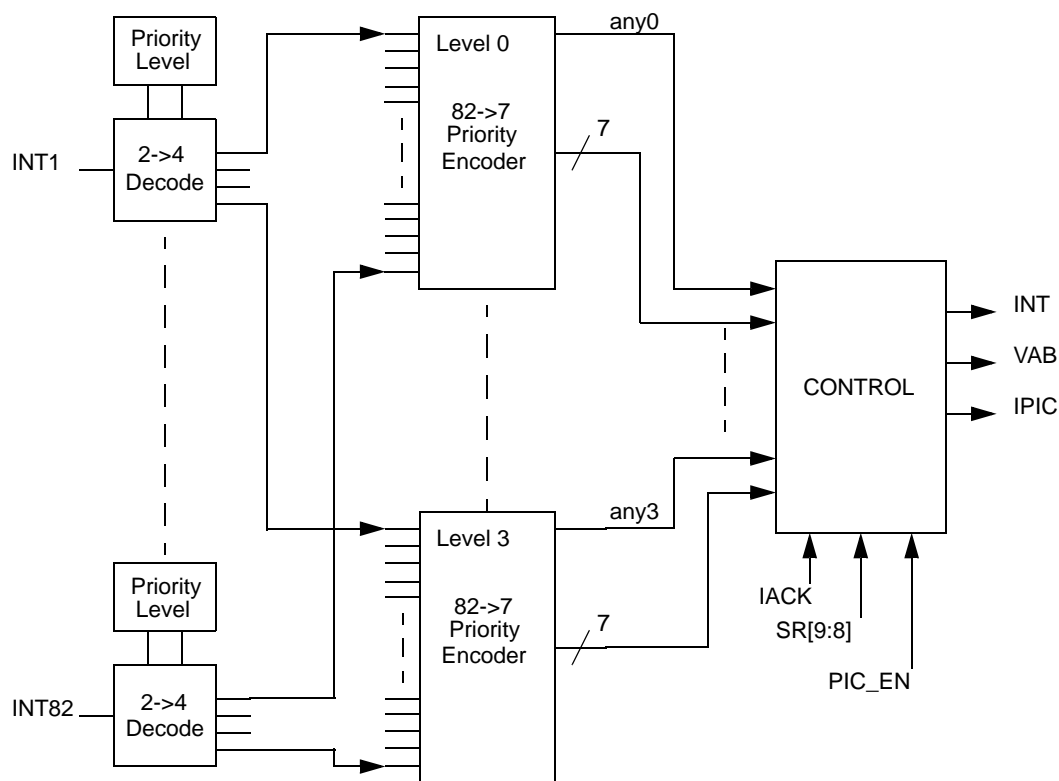 Priority
Level
INT1
2->4
Decode
Level 0
82->7
Priority
Encoder
any0
7
INT
VAB
IPIC
CONTROL
IACK
SR[9:8]
PIC_EN
Level 3
82->7
Priority
Encoder
any3
7
Priority
Level
INT82
2->4
Decode